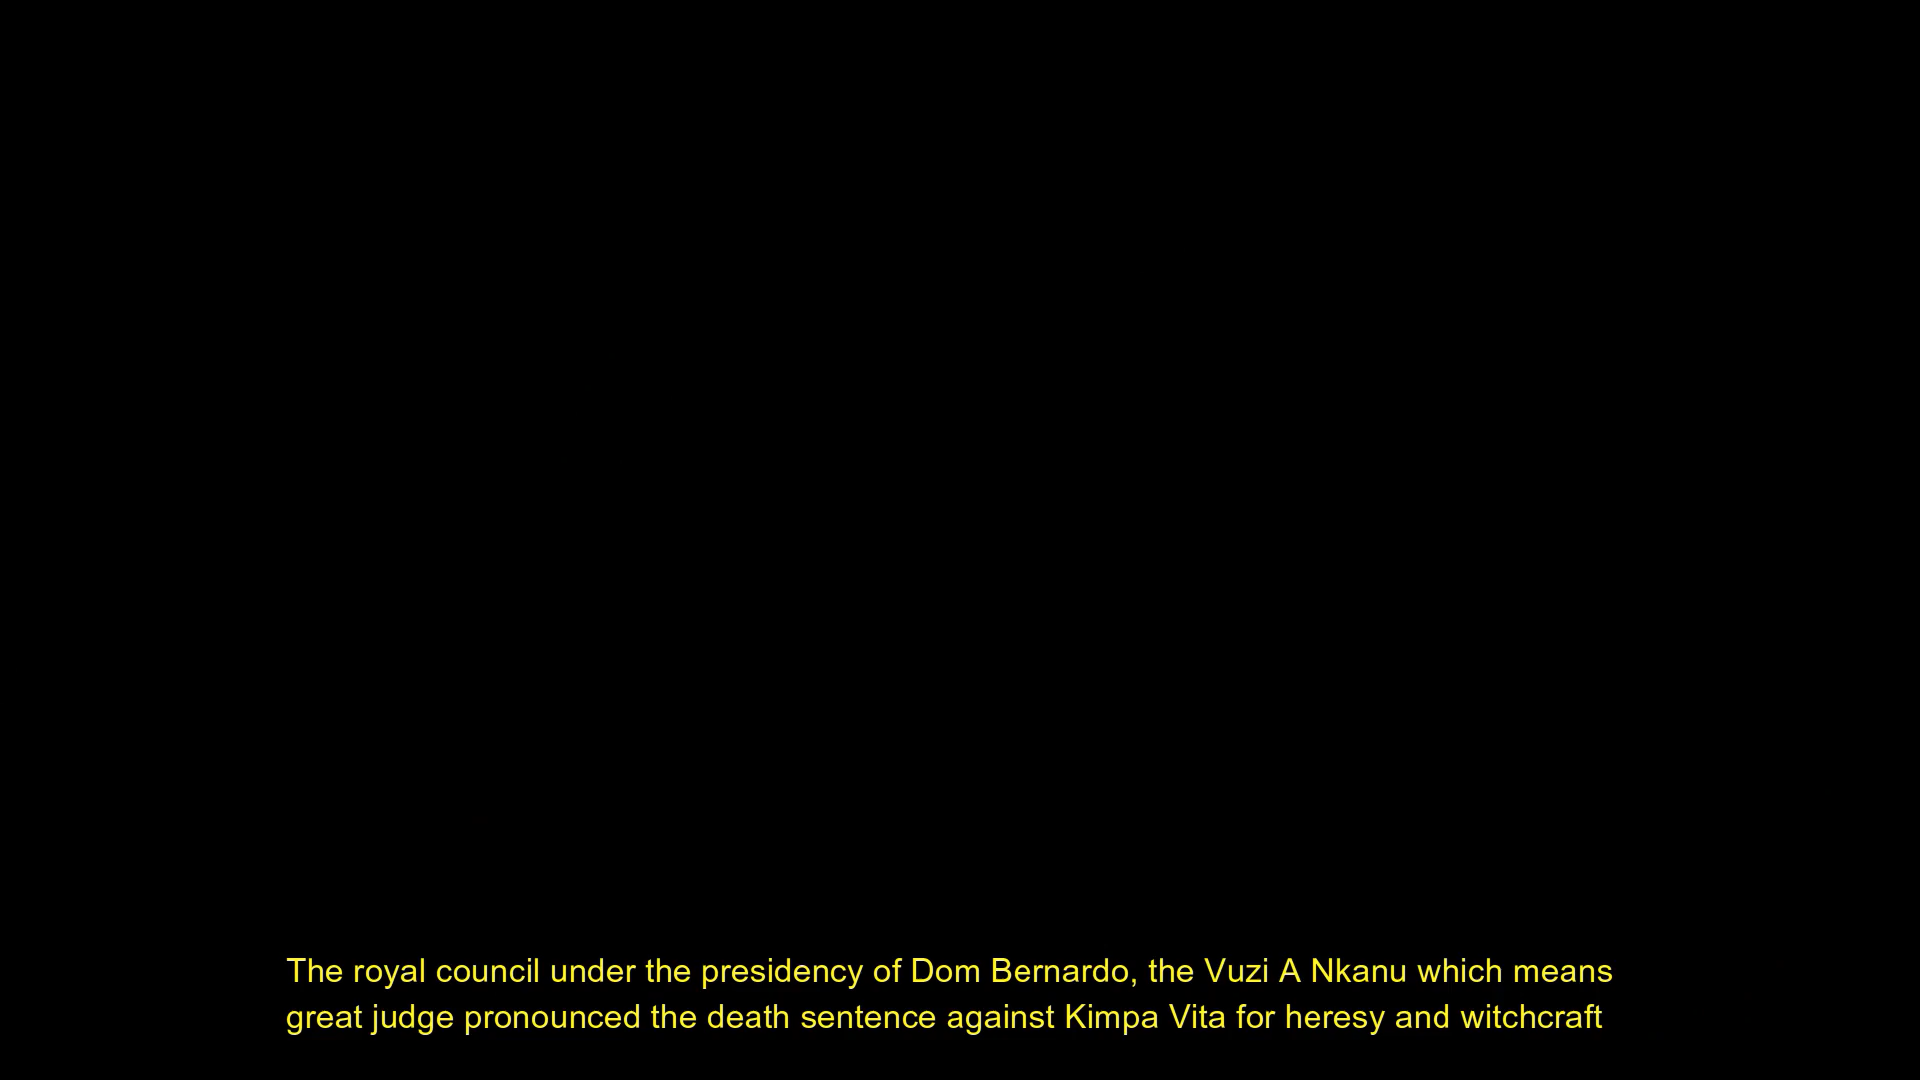 The royal council under the presidency of Dom Bernardo, the Vuzi A Nkanu which means
great judge pronounced the death sentence against Kimpa Vita for heresy and witchcraft